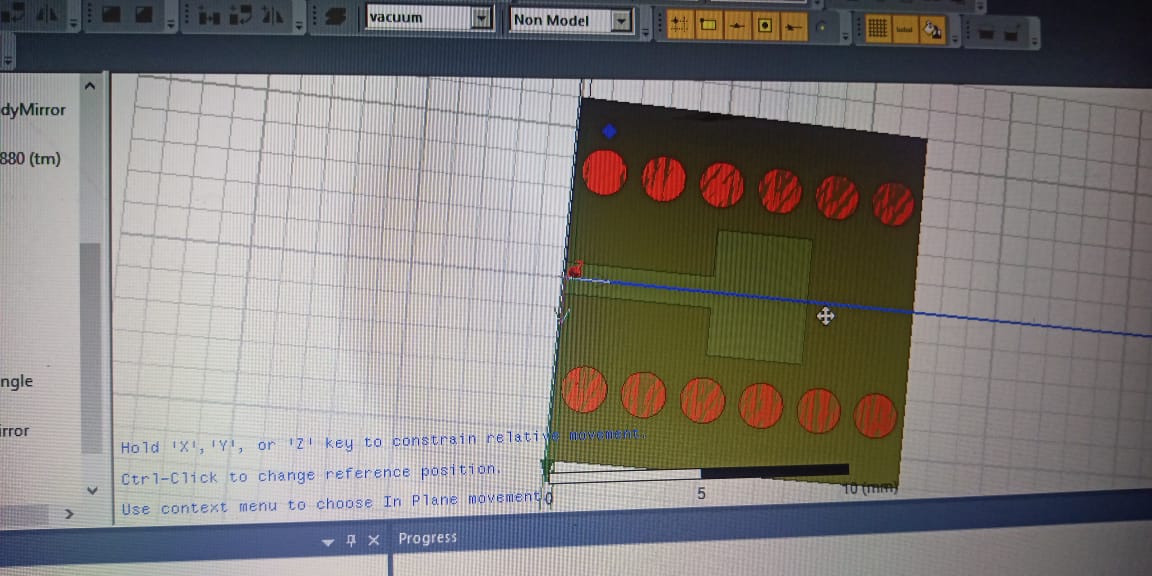 vacuum
Non Model
dyMirror
880 (tm)
ngle
irror
Hold 'X','Y', or 'Z' key to constrain relative movement.
Ctrl-Click to change reference position.
Use context menu to choose In Plane movement
0
5
10 (mm)
Progress